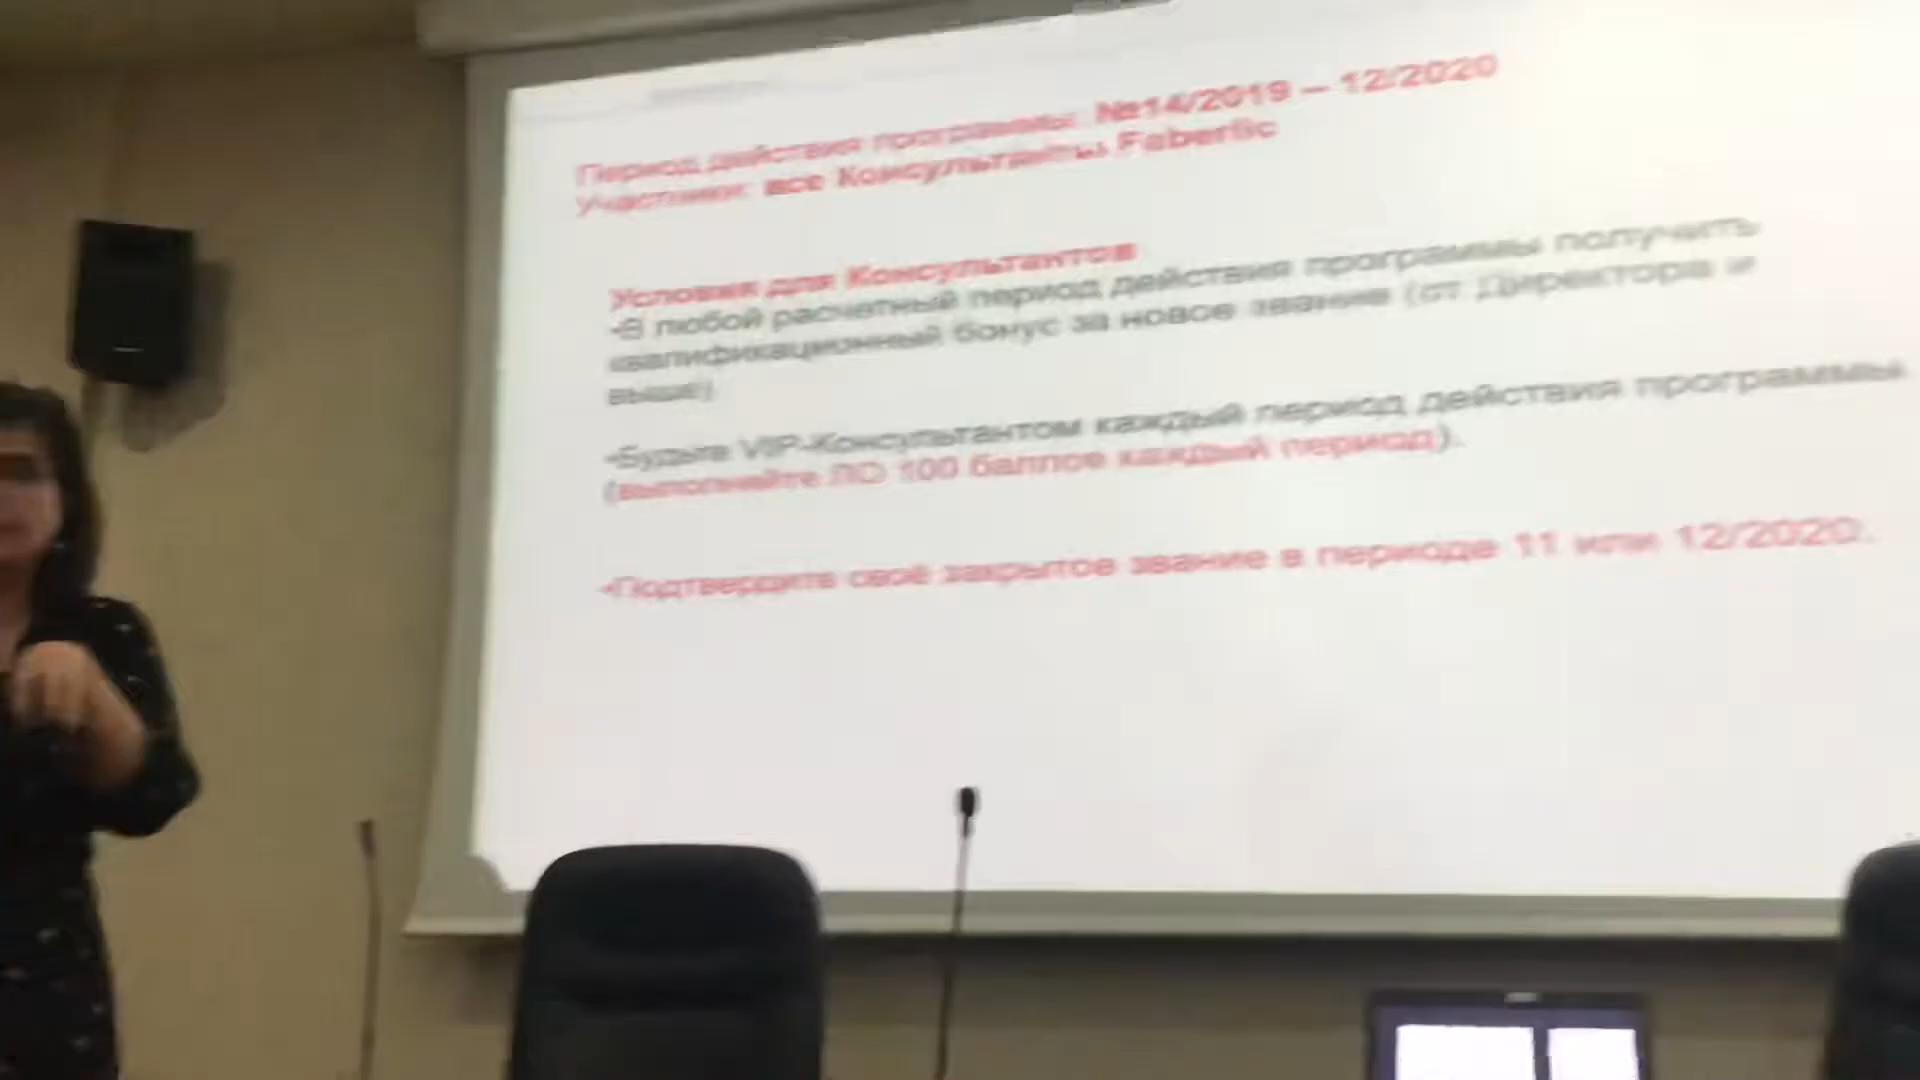 Период действия программы: №14/2019 – 12/2020
Участники: все Консультанты Faberlic
Условия для Консультантов
•В любой расчетный период действия программы получить
квалификационный бонус за новое звание (от Директора и
выше).
•Будьте VIP-Консультантом каждый период действия программы
(выполняйте ЛО 100 баллов каждый период).
•Подтвердите своё закрытое звание в периоде 11 или 12/2020.